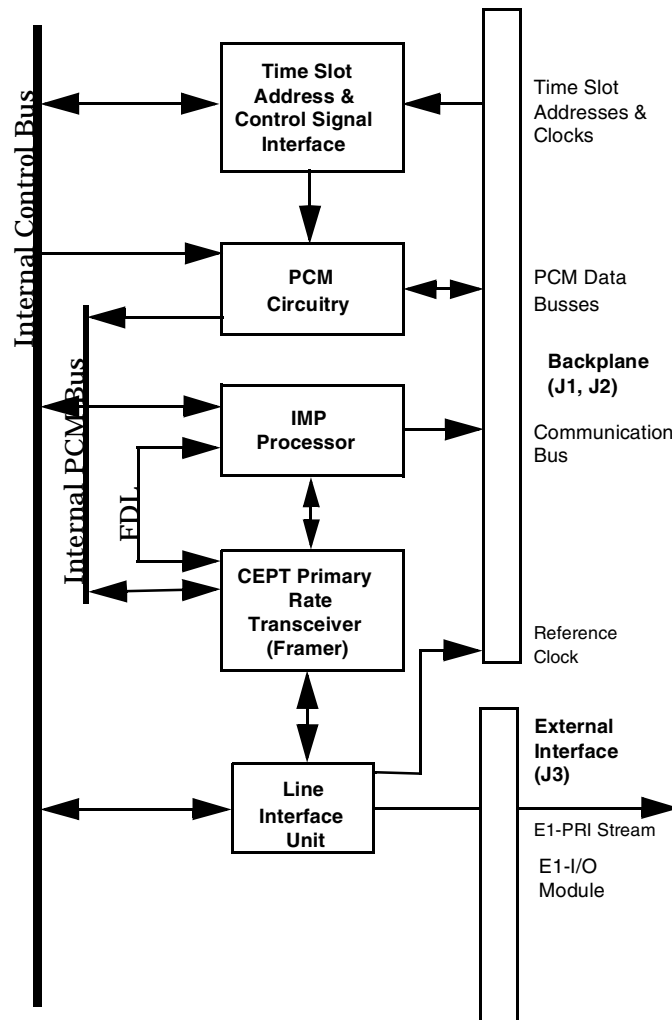 Internal Control Bus
Time Slot
Address &
Control Signal
Interface
Time Slot
Addresses &
Clocks
PCM
Circuitry
PCM Data
Busses
Backplane
(J1, J2)
Internal PCM Bus
IMP
Processor
Communication
Bus
FDL
CEPT Primary
Rate
Transceiver
(Framer)
Reference
Clock
External
Interface
(J3)
Line
Interface
Unit
E1-PRI Stream
E1-I/O
Module